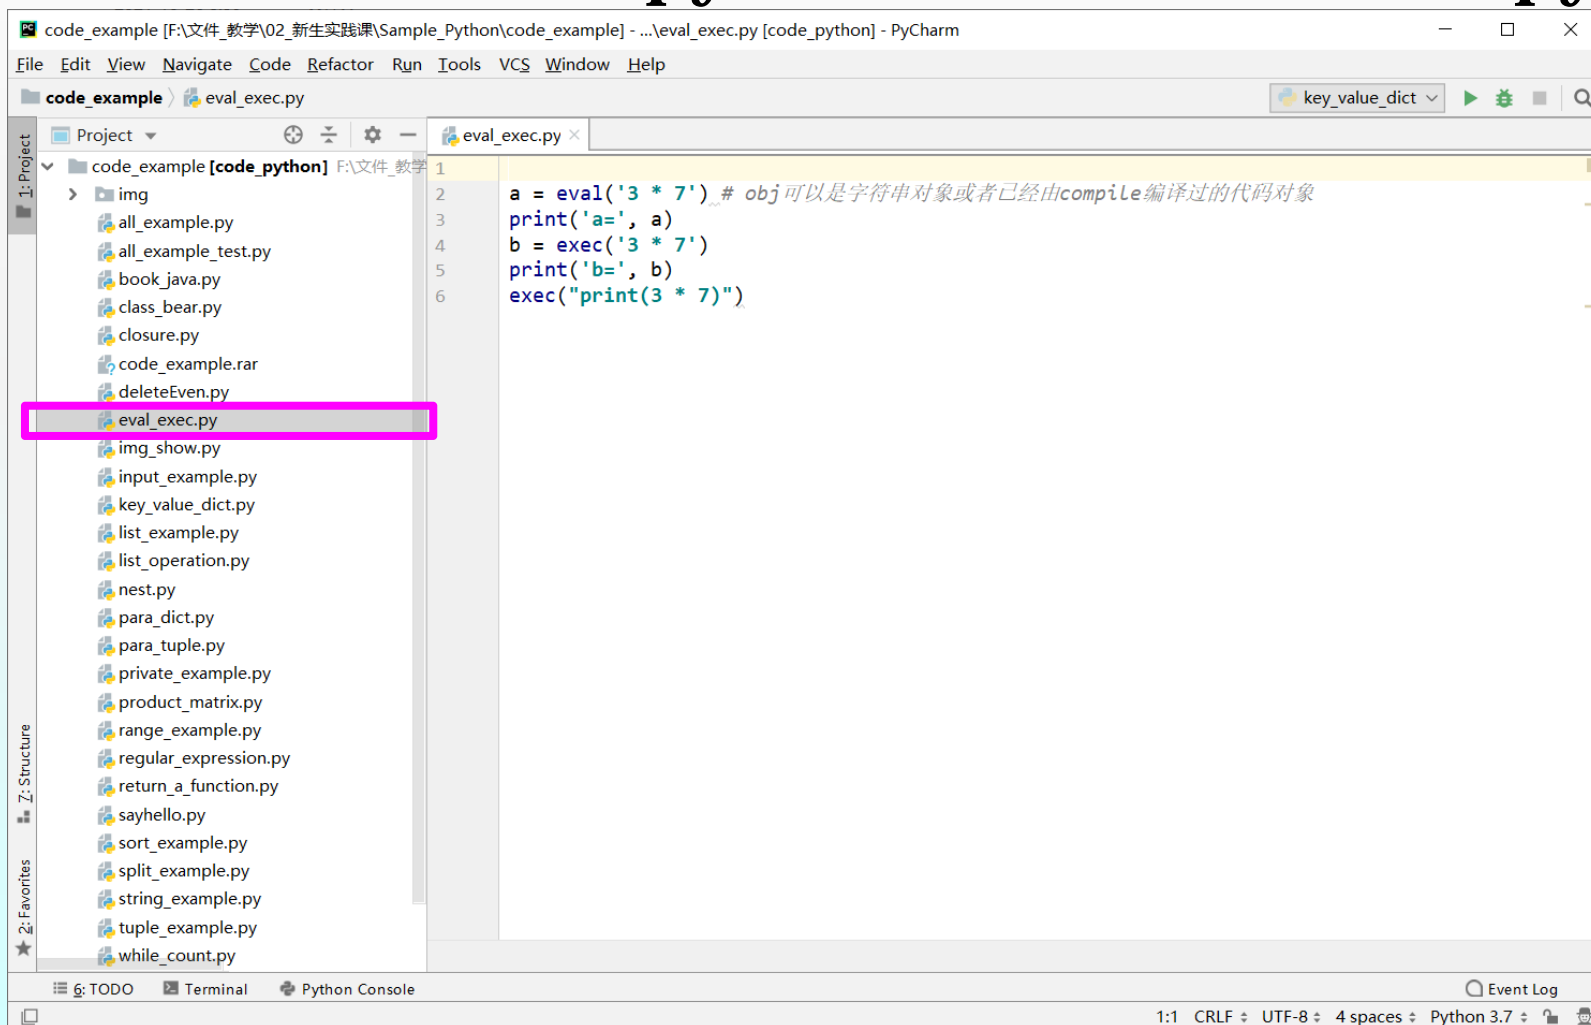 code_example [F:\文件_教学\02_新生实践课\Sample_Python\code_example] - ...\eval_exec.py [code_python] - PyCharm
File Edit View Navigate Code Refactor Run Tools VCS Window Help
code_example eval_exec.py key_value_dict
1: Project
Project
eval_exec.py
code_example [code_python] F:\文件_教学
img
all_example.py
all_example_test.py
book_java.py
class_bear.py
closure.py
code_example.rar
deleteEven.py
eval_exec.py
img_show.py
input_example.py
key_value_dict.py
list_example.py
list_operation.py
nest.py
para_dict.py
para_tuple.py
private_example.py
product_matrix.py
range_example.py
regular_expression.py
return_a_function.py
sayhello.py
sort_example.py
split_example.py
string_example.py
tuple_example.py
while_count.py
1
2 a = eval('3 * 7') # obj可以是字符串对象或者已经由compile编译过的代码对象
3 print('a=', a)
4 b = exec('3 * 7')
5 print('b=', b)
6 exec("print(3 * 7)")
7: Structure
2: Favorites
6: TODO Terminal Python Console Event Log
1:1 CRLF UTF-8 4 spaces Python 3.7